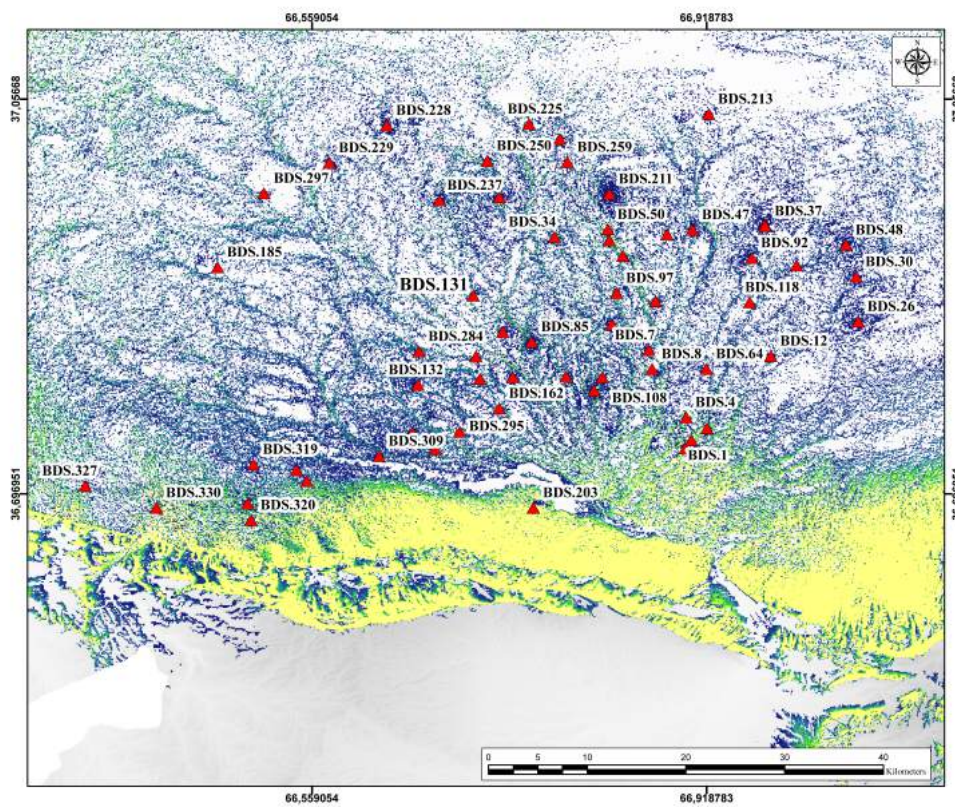 66,559054 66,918783
37,05668 37,05668
N
W E
S
BDS.213
BDS.228 BDS.225
BDS.229 BDS.250 BDS.259
BDS.297 BDS.237 BDS.211
BDS.34 BDS.50 BDS.47 BDS.37
BDS.92 BDS.48
BDS.185 BDS.97 BDS.30
BDS.131 BDS.118
BDS.26
BDS.284 BDS.85 BDS.7
BDS.8 BDS.64 BDS.12
BDS.132
BDS.162 BDS.108
BDS.4
BDS.295
BDS.319 BDS.309 BDS.1
BDS.327
BDS.330 BDS.320 BDS.203
36,696951
0 5 10 20 30 40
Kilometers
66,559054 66,918783